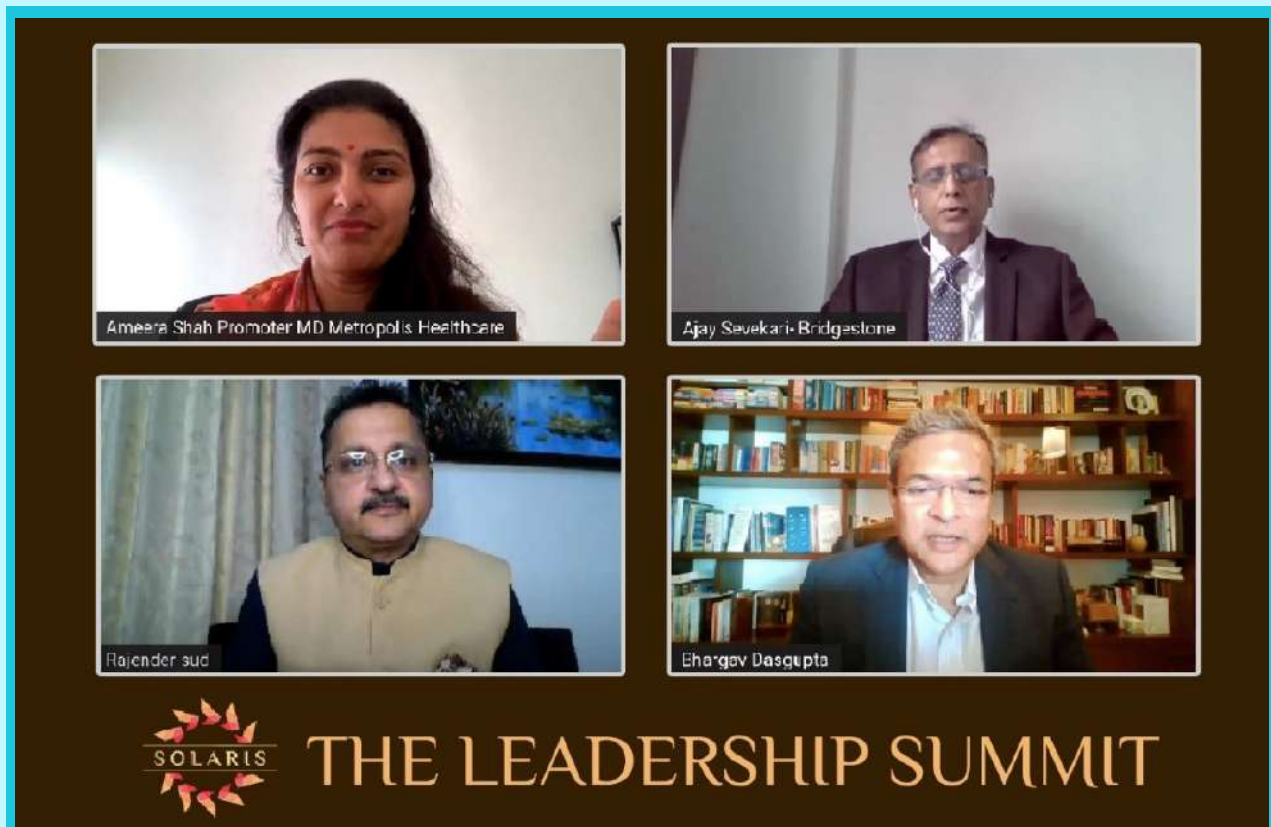 Ameera Shah Promoter MD Metropolis Healthcare
Ajay Sevekari- Bridgestone
Rajender sud
Bhargav Dasgupta
SOLARIS
THE LEADERSHIP SUMMIT